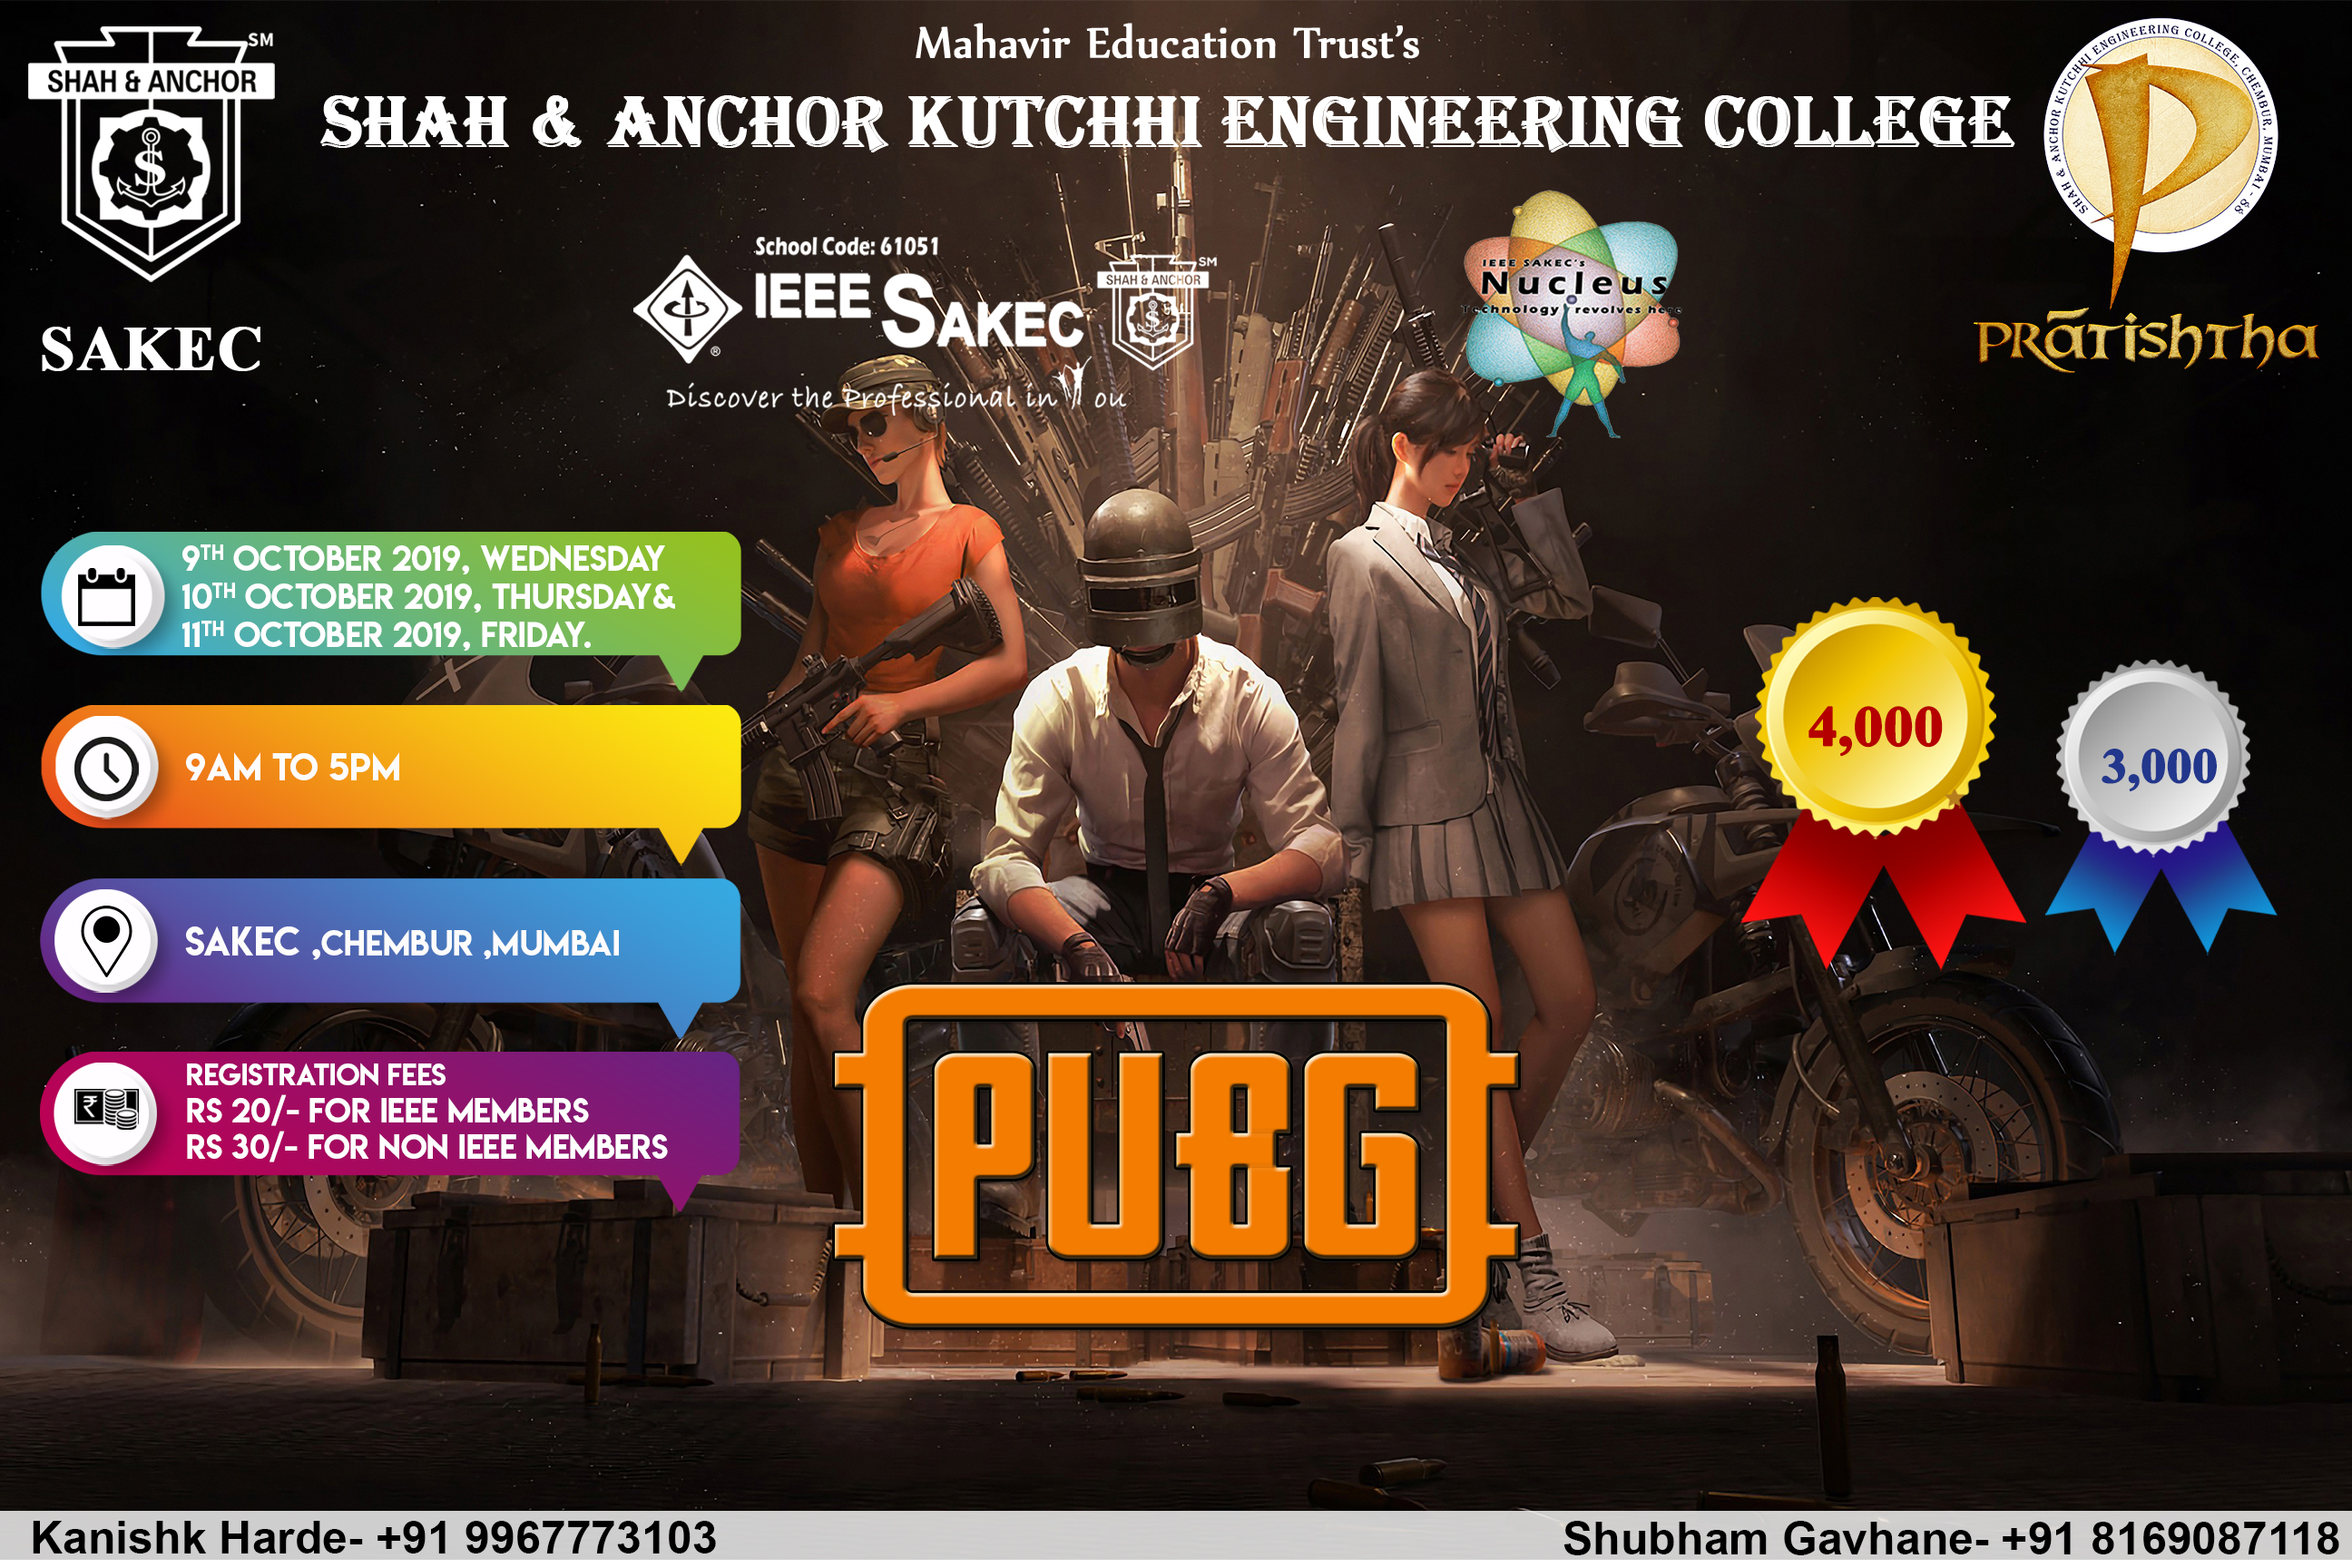 Mahavir Education Trust's
SHAH & ANCHOR KUTCHHI ENGINEERING COLLEGE
SHAH & ANCHOR SM
S
SAKEC
School Code: 61051
IEEE SAKEC
®
SHAH & ANCHOR SM
S
Discover the Professional in You
IEEE SAKEC's
Nucleus
Technology revolves here
SHAH & ANCHOR KUTCHHI ENGINEERING COLLEGE, CHEMBUR, MUMBAI - 88
P
PRāTishTha
9TH OCTOBER 2019, WEDNESDAY
10TH OCTOBER 2019, THURSDAY&
11TH OCTOBER 2019, FRIDAY.
9AM TO 5PM
SAKEC ,CHEMBUR ,MUMBAI
₹
REGISTRATION FEES
RS 20/- FOR IEEE MEMBERS
RS 30/- FOR NON IEEE MEMBERS
4,000
3,000
PUBG
Kanishk Harde- +91 9967773103
Shubham Gavhane- +91 8169087118